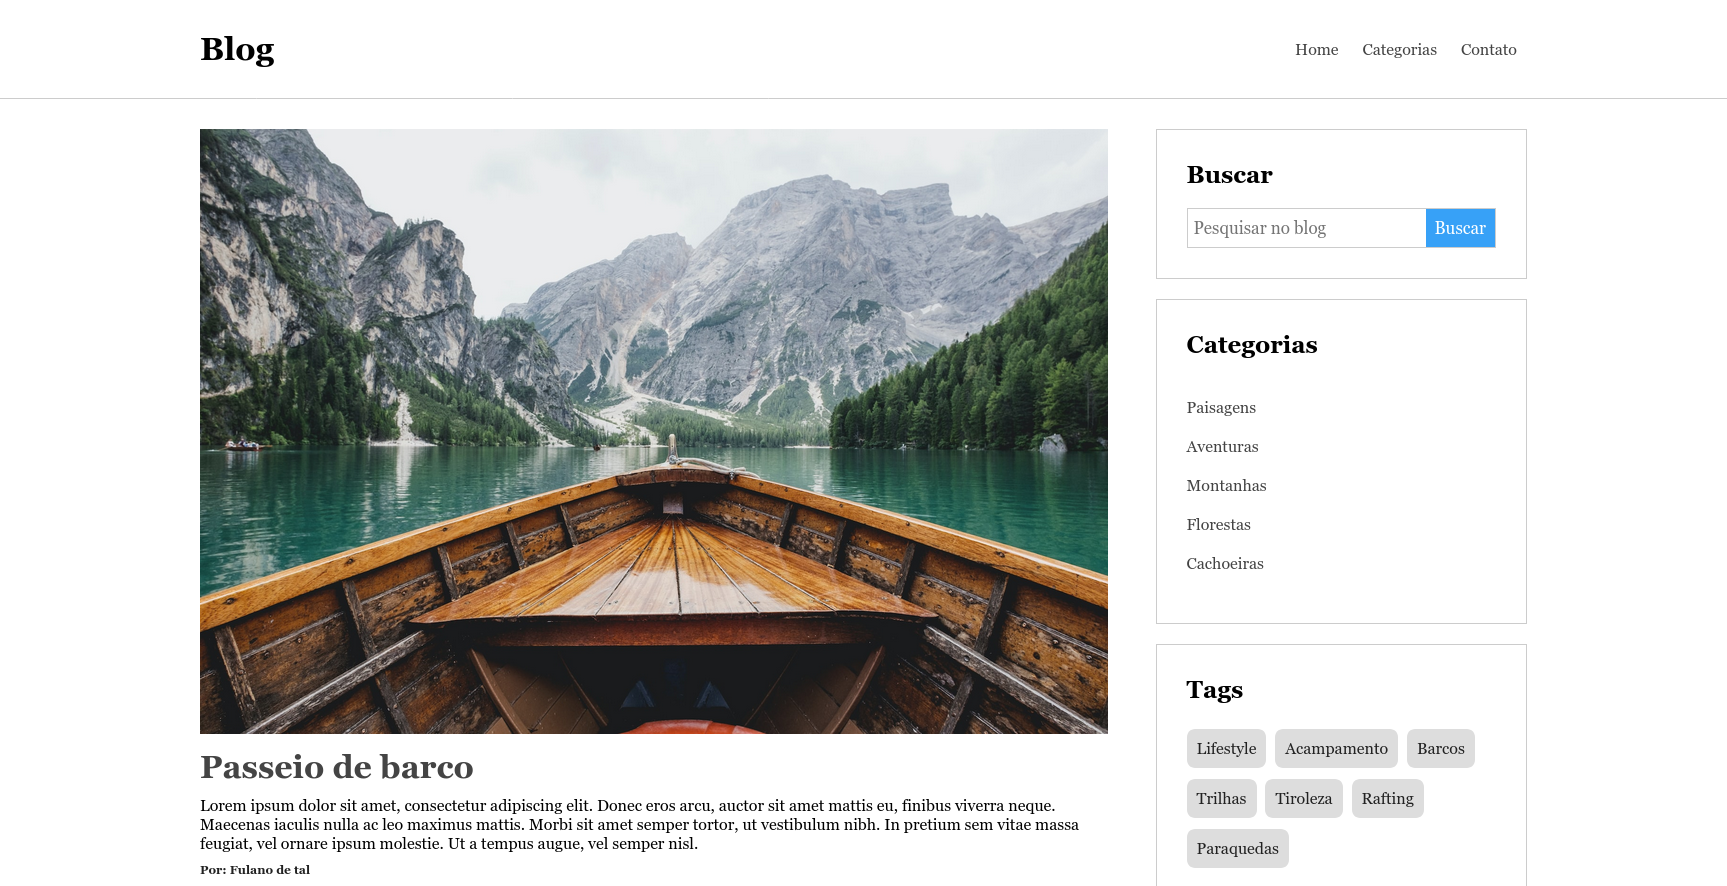 Blog
Home Categorias Contato
Passeio de barco
Lorem ipsum dolor sit amet, consectetur adipiscing elit. Donec eros arcu, auctor sit amet mattis eu, finibus viverra neque.
Maecenas iaculis nulla ac leo maximus mattis. Morbi sit amet semper tortor, ut vestibulum nibh. In pretium sem vitae massa
feugiat, vel ornare ipsum molestie. Ut a tempus augue, vel semper nisl.
Por: Fulano de tal
Buscar
Pesquisar no blog Buscar
Categorias
Paisagens
Aventuras
Montanhas
Florestas
Cachoeiras
Tags
Lifestyle Acampamento Barcos
Trilhas Tiroleza Rafting
Paraquedas